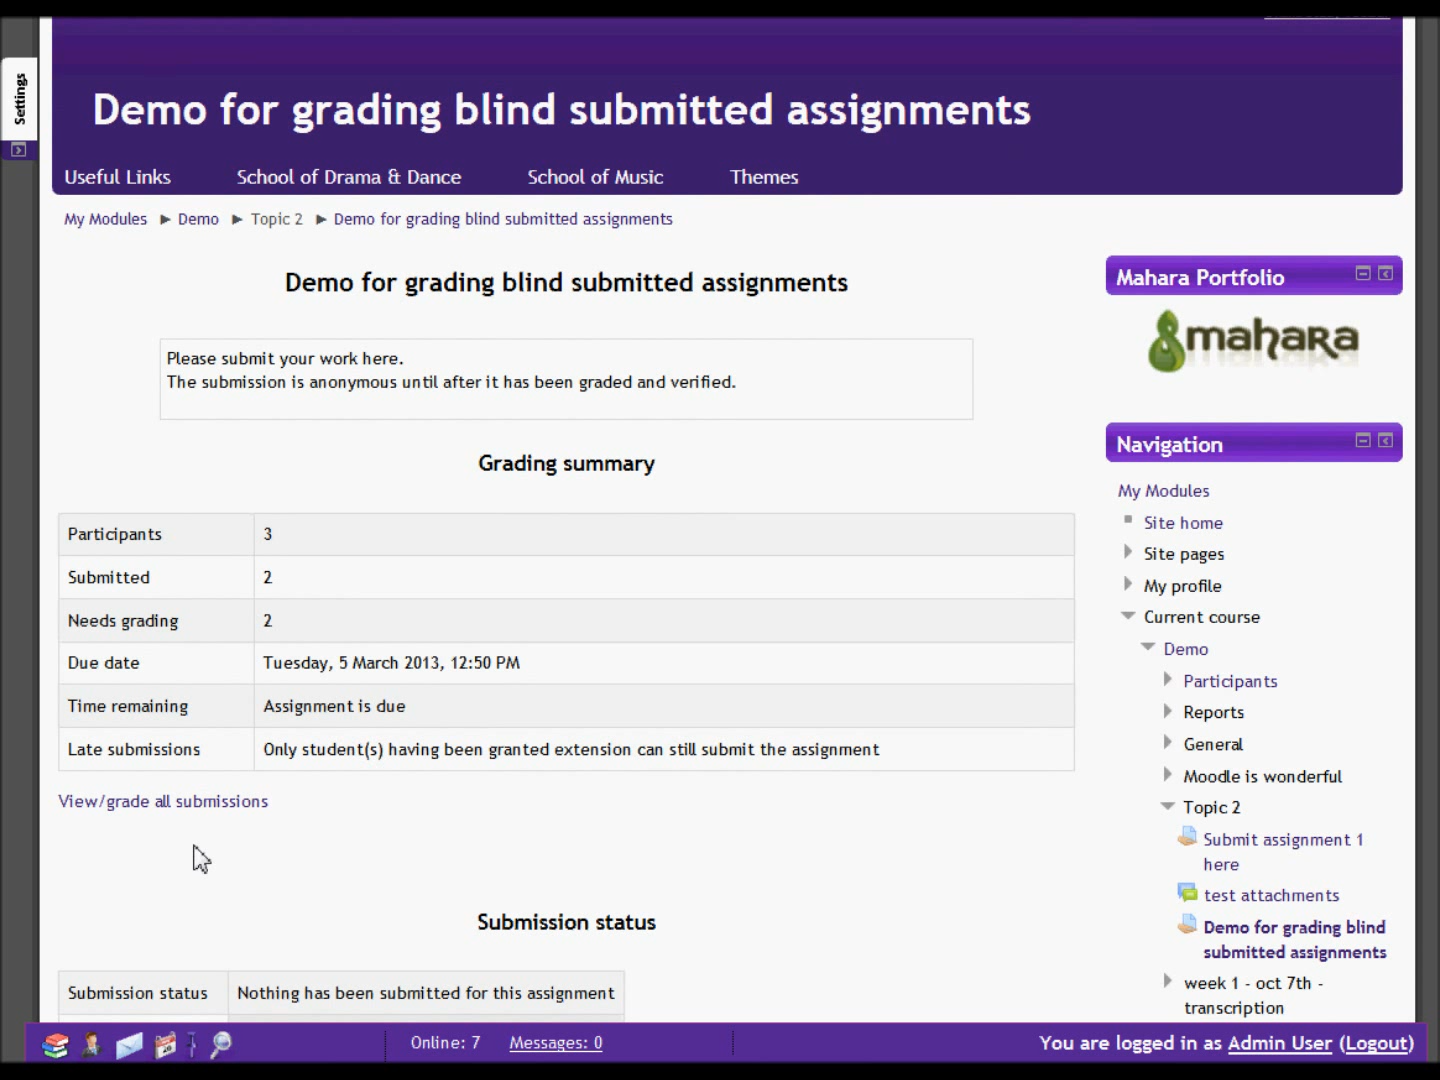 Settings
Demo for grading blind submitted assignments
Useful Links School of Drama & Dance School of Music Themes
My Modules ► Demo ► Topic 2 ► Demo for grading blind submitted assignments
Demo for grading blind submitted assignments
Please submit your work here.
The submission is anonymous until after it has been graded and verified.
Grading summary
Participants 3
Submitted 2
Needs grading 2
Due date Tuesday, 5 March 2013, 12:50 PM
Time remaining Assignment is due
Late submissions Only student(s) having been granted extension can still submit the assignment
View/grade all submissions
Submission status
Submission status Nothing has been submitted for this assignment
Mahara Portfolio
mahara
Navigation
My Modules
Site home
Site pages
My profile
Current course
Demo
Participants
Reports
General
Moodle is wonderful
Topic 2
Submit assignment 1
here
test attachments
Demo for grading blind
submitted assignments
week 1 - oct 7th -
transcription
Online: 7 Messages: 0 You are logged in as Admin User (Logout)